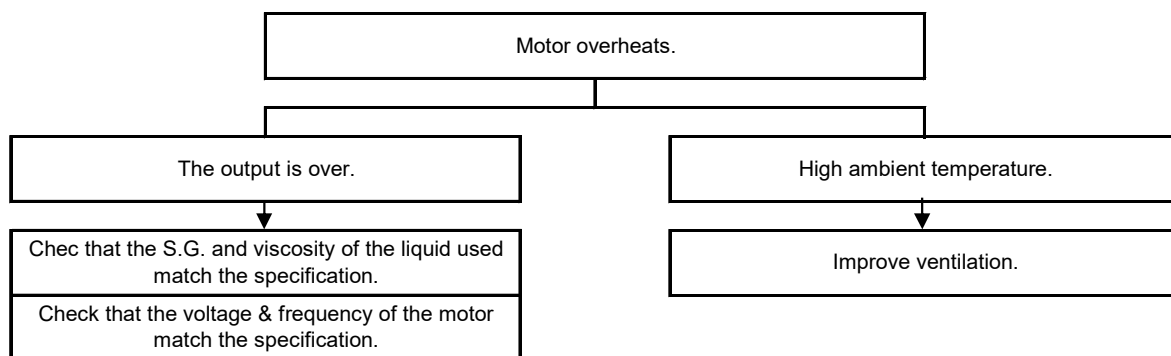 Motor overheats.
The output is over.
High ambient temperature.
Chec that the S.G. and viscosity of the liquid used
match the specification.
Improve ventilation.
Check that the voltage & frequency of the motor
match the specification.